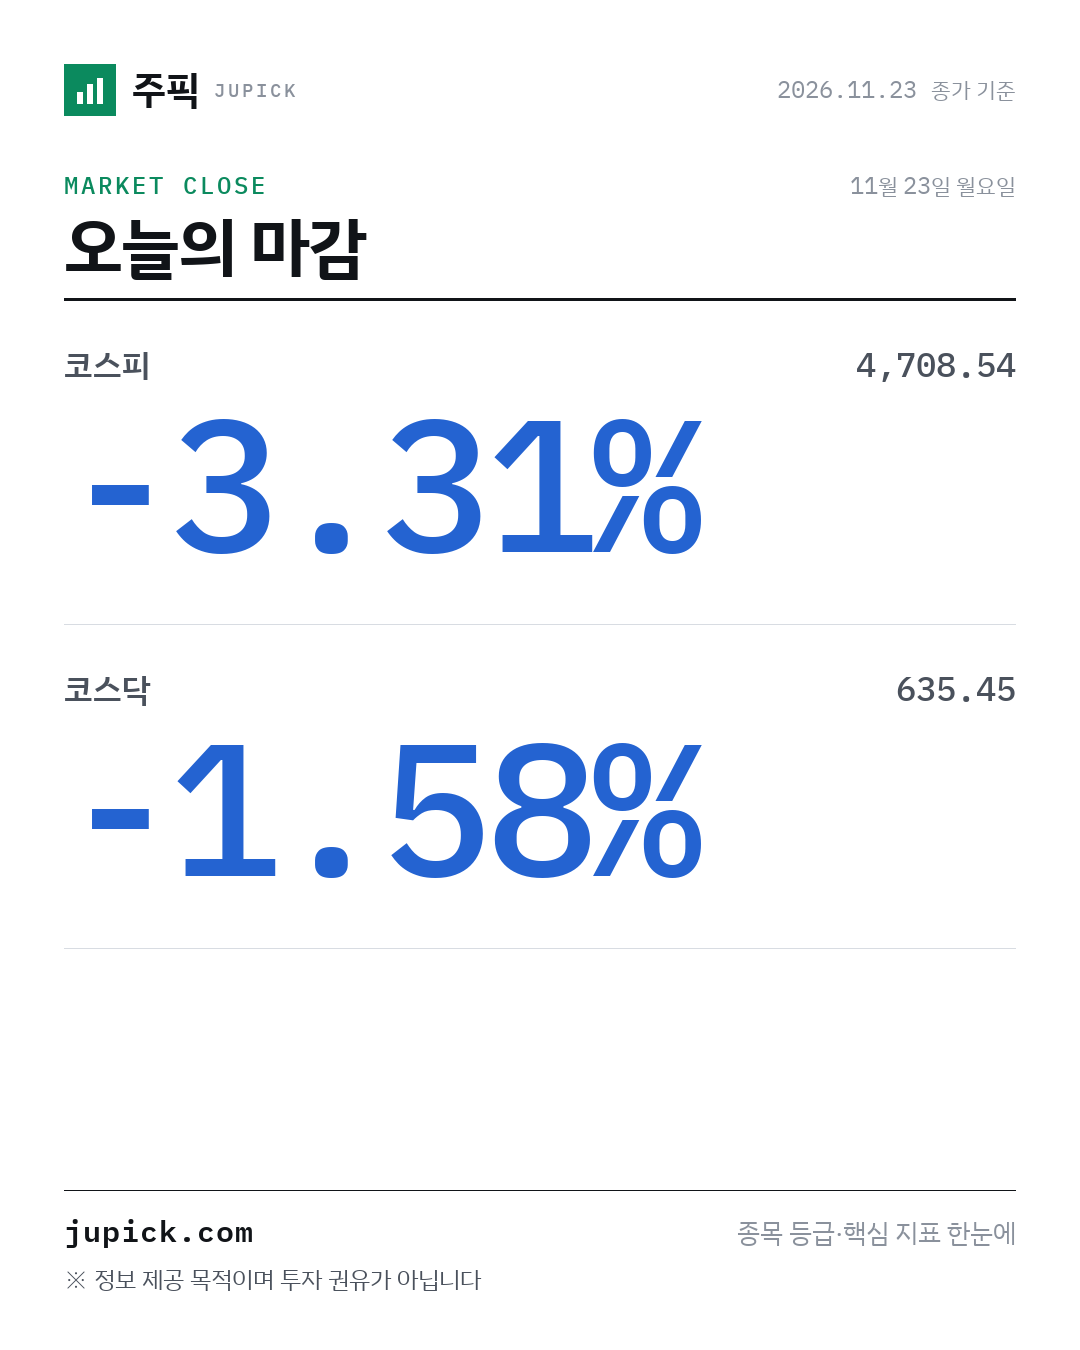 주픽 JUPICK 2026.11.23 종가 기준
MARKET CLOSE 11월 23일 월요일
오늘의 마감
코스피 4,708.54
-3.31%
코스닥 635.45
-1.58%
jupick.com 종목 등급·핵심 지표 한눈에
※ 정보 제공 목적이며 투자 권유가 아닙니다